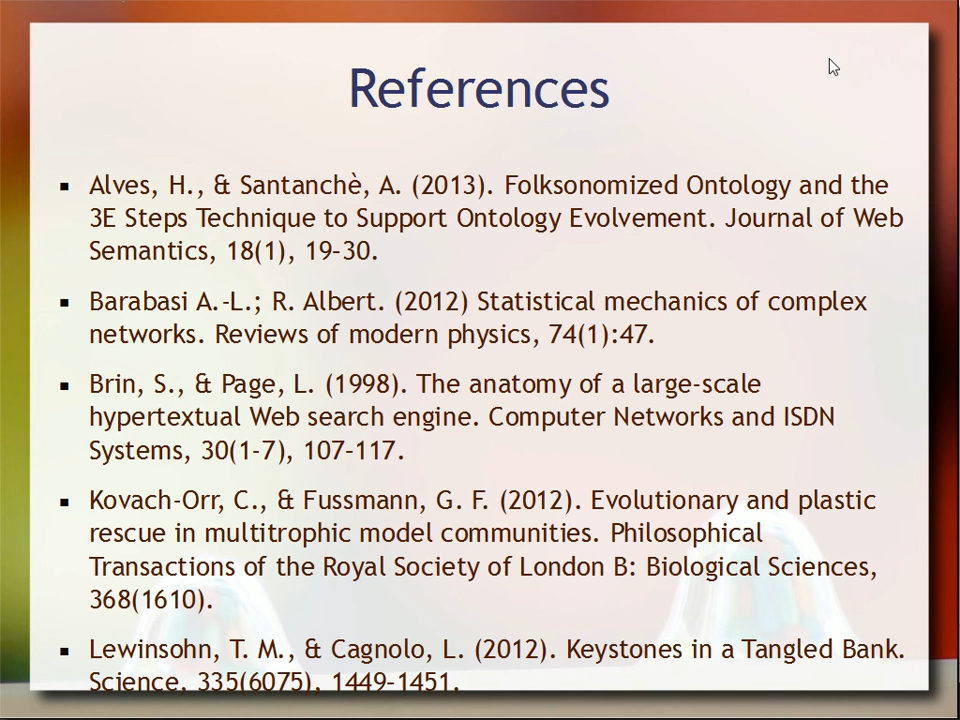 References
▪ Alves, H., & Santanchè, A. (2013). Folksonomized Ontology and the
3E Steps Technique to Support Ontology Evolvement. Journal of Web
Semantics, 18(1), 19–30.
▪ Barabasi A.-L.; R. Albert. (2012) Statistical mechanics of complex
networks. Reviews of modern physics, 74(1):47.
▪ Brin, S., & Page, L. (1998). The anatomy of a large-scale
hypertextual Web search engine. Computer Networks and ISDN
Systems, 30(1-7), 107–117.
▪ Kovach-Orr, C., & Fussmann, G. F. (2012). Evolutionary and plastic
rescue in multitrophic model communities. Philosophical
Transactions of the Royal Society of London B: Biological Sciences,
368(1610).
▪ Lewinsohn, T. M., & Cagnolo, L. (2012). Keystones in a Tangled Bank.
Science, 335(6075), 1449–1451.